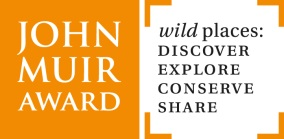 JOHN
MUIR
AWARD
wild places:
DISCOVER
EXPLORE
CONSERVE
SHARE